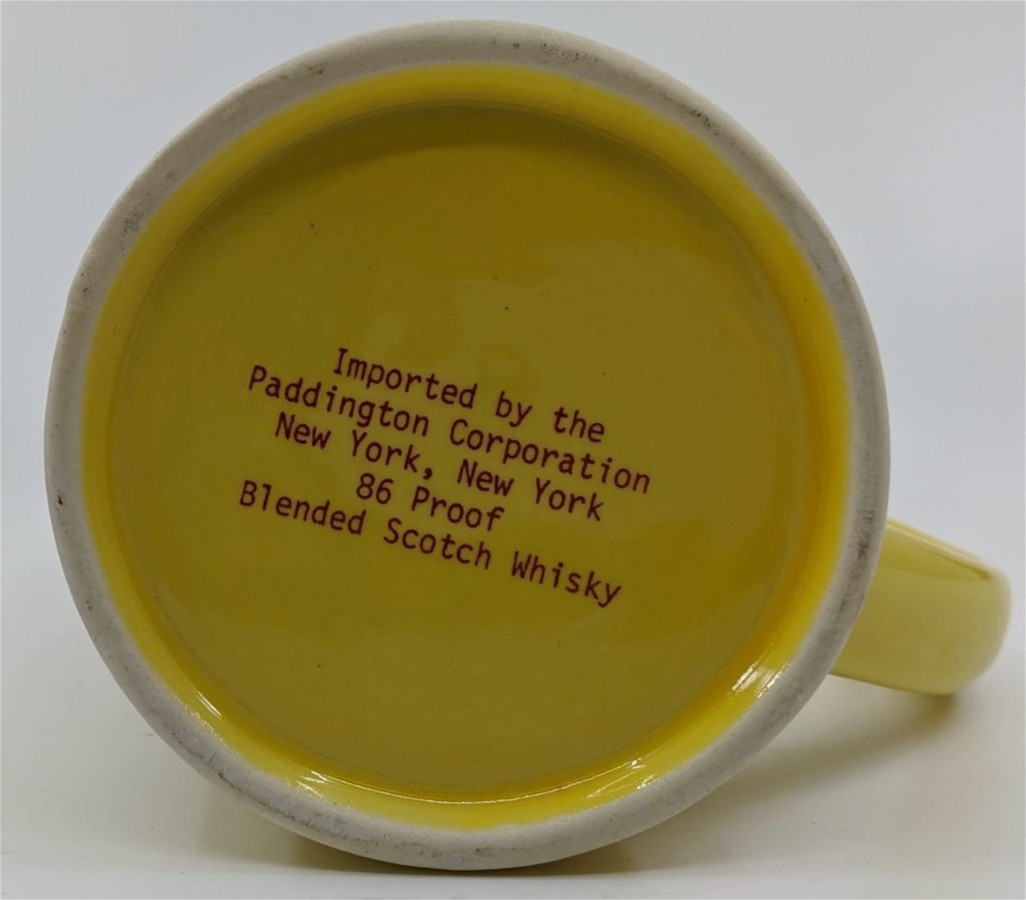 Imported by the
Paddington Corporation
New York, New York
86 Proof
Blended Scotch Whisky